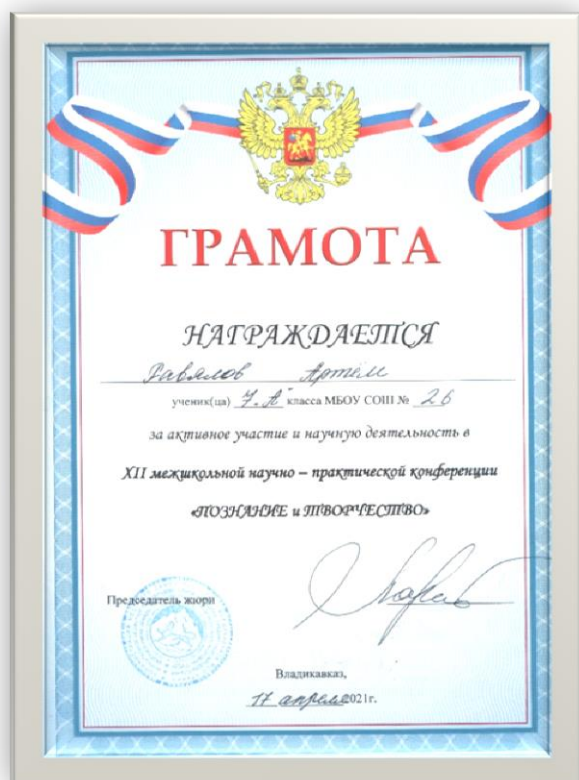 ГРАМОТА
НАГРАЖДАЕТСЯ
Равялов Артём
ученик(ца) 7 "А" класса МБОУ СОШ № 26
за активное участие и научную деятельность в
XII межшкольной научно – практической конференции
«ПОЗНАНИЕ и ТВОРЧЕСТВО»
Председатель жюри
Владикавказ,
17 апреля 2021г.